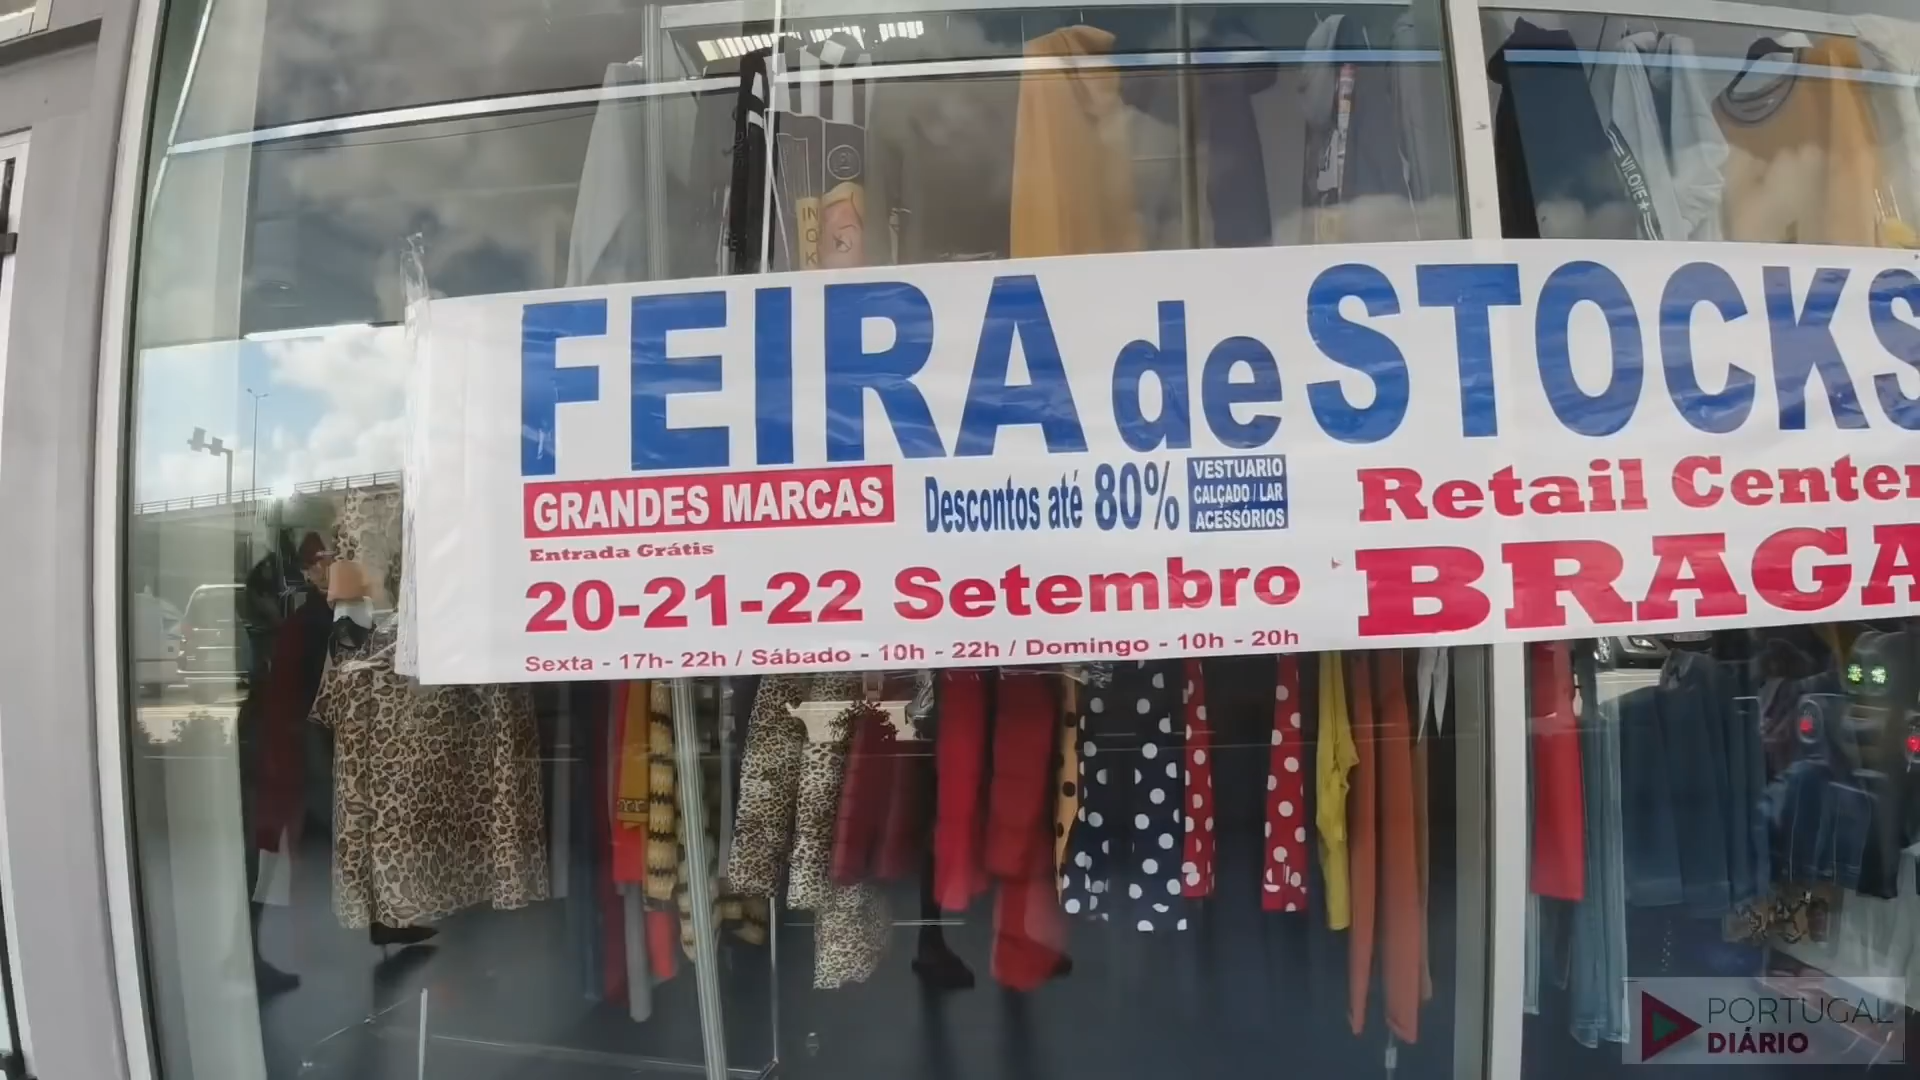 FEIRA de STOCKS
GRANDES MARCAS
Descontos até 80%
VESTUARIO
CALÇADO / LAR
ACESSÓRIOS
Retail Center
Entrada Grátis
20-21-22 Setembro
BRAGA
Sexta - 17h- 22h / Sábado - 10h - 22h / Domingo - 10h - 20h
PORTUGAL
DIÁRIO